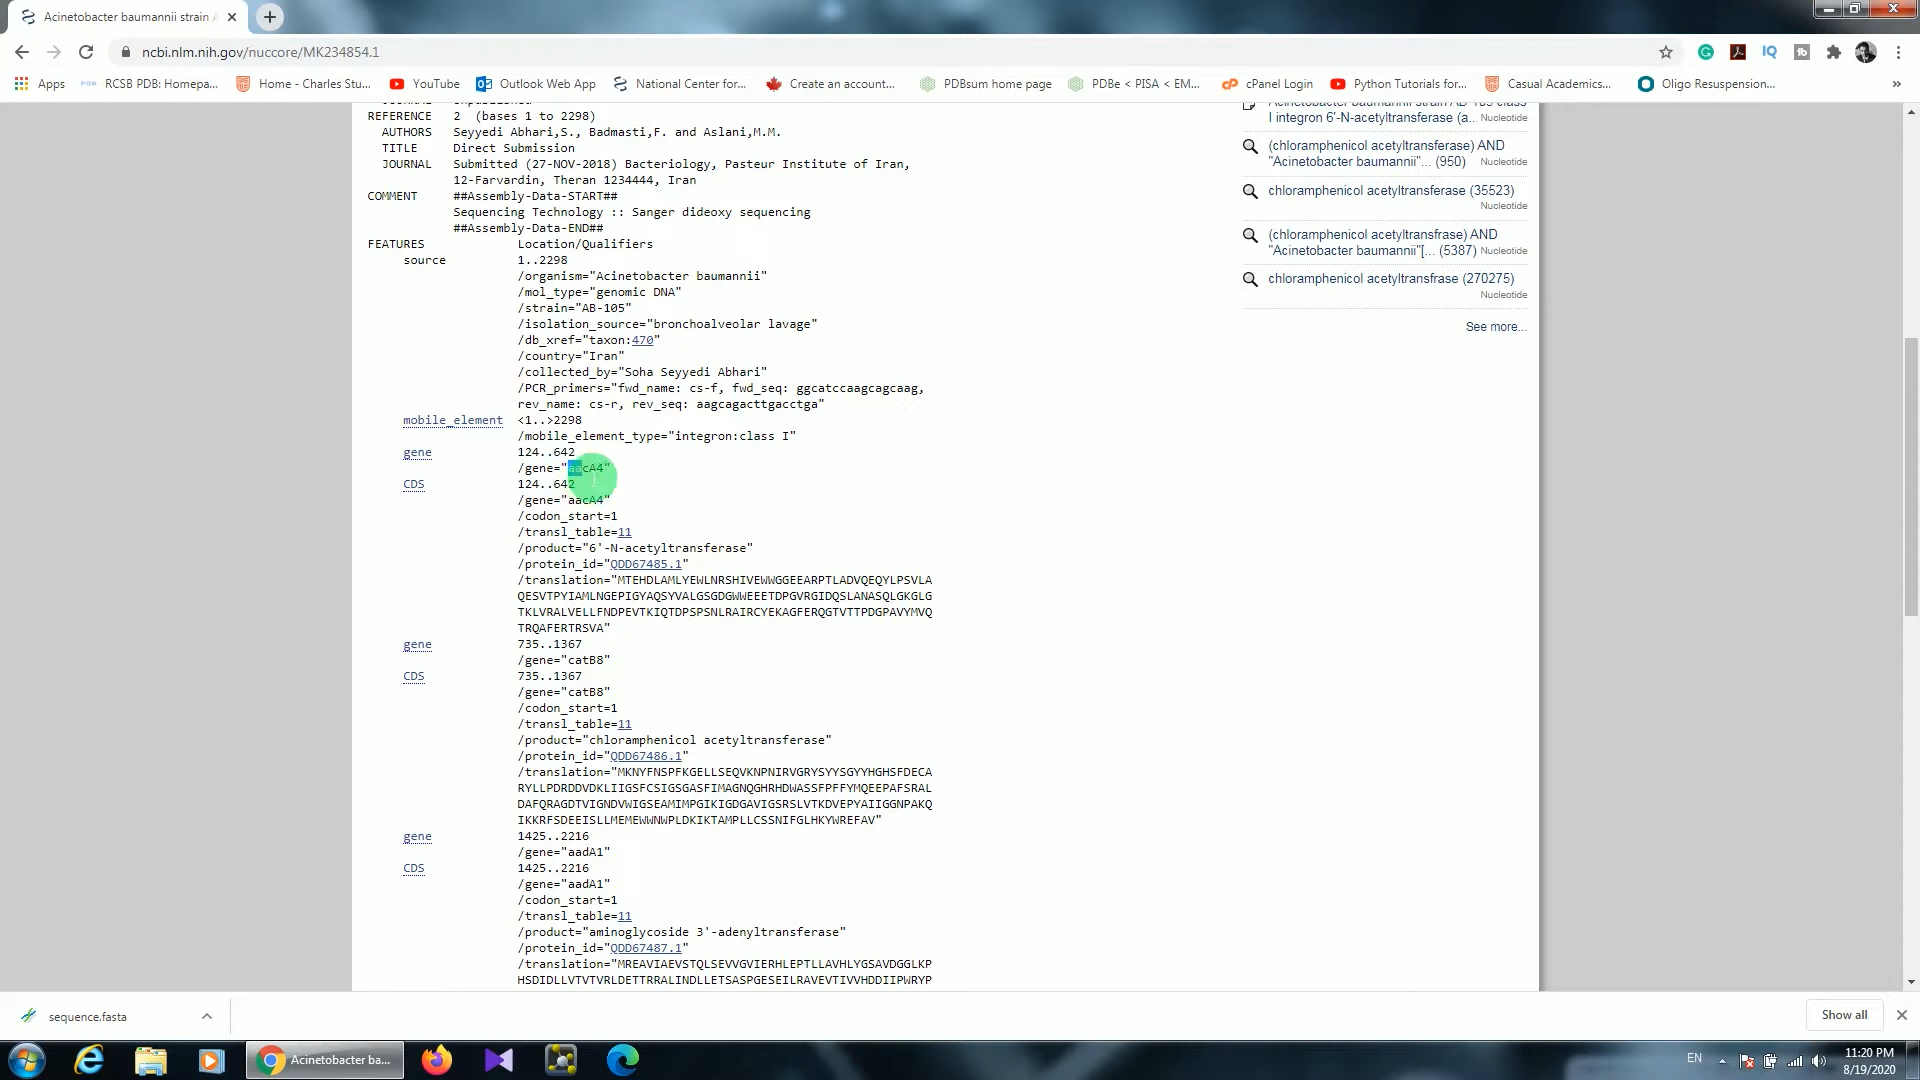 Acinetobacter baumannii strain A
ncbi.nlm.nih.gov/nuccore/MK234854.1
Apps RCSB PDB: Homepa... Home - Charles Stu... YouTube Outlook Web App National Center for... Create an account... PDBsum home page PDBe < PISA < EM... cPanel Login Python Tutorials for... Casual Academics... Oligo Resuspension... »
REFERENCE 2 (bases 1 to 2298)
AUTHORS Seyyedi Abhari,S., Badmasti,F. and Aslani,M.M.
TITLE Direct Submission
JOURNAL Submitted (27-NOV-2018) Bacteriology, Pasteur Institute of Iran,
12-Farvardin, Theran 1234444, Iran
COMMENT ##Assembly-Data-START##
Sequencing Technology :: Sanger dideoxy sequencing
##Assembly-Data-END##
FEATURES Location/Qualifiers
source 1..2298
/organism="Acinetobacter baumannii"
/mol_type="genomic DNA"
/strain="AB-105"
/isolation_source="bronchoalveolar lavage"
/db_xref="taxon:470"
/country="Iran"
/collected_by="Soha Seyyedi Abhari"
/PCR_primers="fwd_name: cs-f, fwd_seq: ggcatccaagcagcaag,
rev_name: cs-r, rev_seq: aagcagacttgacctga"
mobile_element <1..>2298
/mobile_element_type="integron:class I"
gene 124..642
/gene="aacA4"
CDS 124..642
/gene="aacA4"
/codon_start=1
/transl_table=11
/product="6'-N-acetyltransferase"
/protein_id="QDD67485.1"
/translation="MTEHDLAMLYEWLNRSHIVEWWGGEEARPTLADVQEQYLPSVLA
QESVTPYIAMLNGEPIGYAQSYVALGSGDGWWEEETDPGVRGIDQSLANASQLGKGLG
TKLVRALVELLFNDPEVTKIQTDPSPSNLRAIRCYEKAGFERQGTVTTPDGPAVYMVQ
TRQAFERTRSVA"
gene 735..1367
/gene="catB8"
CDS 735..1367
/gene="catB8"
/codon_start=1
/transl_table=11
/product="chloramphenicol acetyltransferase"
/protein_id="QDD67486.1"
/translation="MKNYFNSPFKGELLSEQVKNPNIRVGRYSYYSGYYHGHSFDECA
RYLLPDRDDVDKLIIGSFCSIGSGASFIMAGNQGHRHDWASSFPFFYMQEEPAFSRAL
DAFQRAGDTVIGNDVWIGSEAMIMPGIKIGDGAVIGSRSLVTKDVEPYAIIGGNPAKQ
IKKRFSDEEISLLMEMEWWNWPLDKIKTAMPLLCSSNIFGLHKYWREFAV"
gene 1425..2216
/gene="aadA1"
CDS 1425..2216
/gene="aadA1"
/codon_start=1
/transl_table=11
/product="aminoglycoside 3'-adenyltransferase"
/protein_id="QDD67487.1"
/translation="MREAVIAEVSTQLSEVVGVIERHLEPTLLAVHLYGSAVDGGLKP
HSDIDLLVTVTVRLDETTRRALINDLLETSASPGESEILRAVEVTIVVHDDIIPWRYP
I integron 6'-N-acetyltransferase (a... Nucleotide
(chloramphenicol acetyltransferase) AND
"Acinetobacter baumannii"... (950) Nucleotide
chloramphenicol acetyltransferase (35523)
Nucleotide
(chloramphenicol acetyltransfrase) AND
"Acinetobacter baumannii"[... (5387) Nucleotide
chloramphenicol acetyltransfrase (270275)
Nucleotide
See more...
sequence.fasta
Show all
Acinetobacter ba...
EN
11:20 PM
8/19/2020